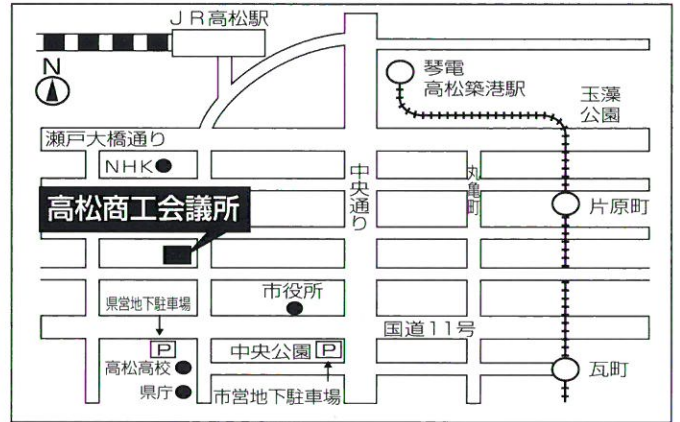 JR高松駅
N
琴電
高松築港駅
玉藻
公園
瀬戸大橋通り
NHK
中央通り
丸亀町
高松商工会議所
片原町
県営地下駐車場
市役所
国道11号
P
中央公園
P
高松高校
県庁
市営地下駐車場
瓦町